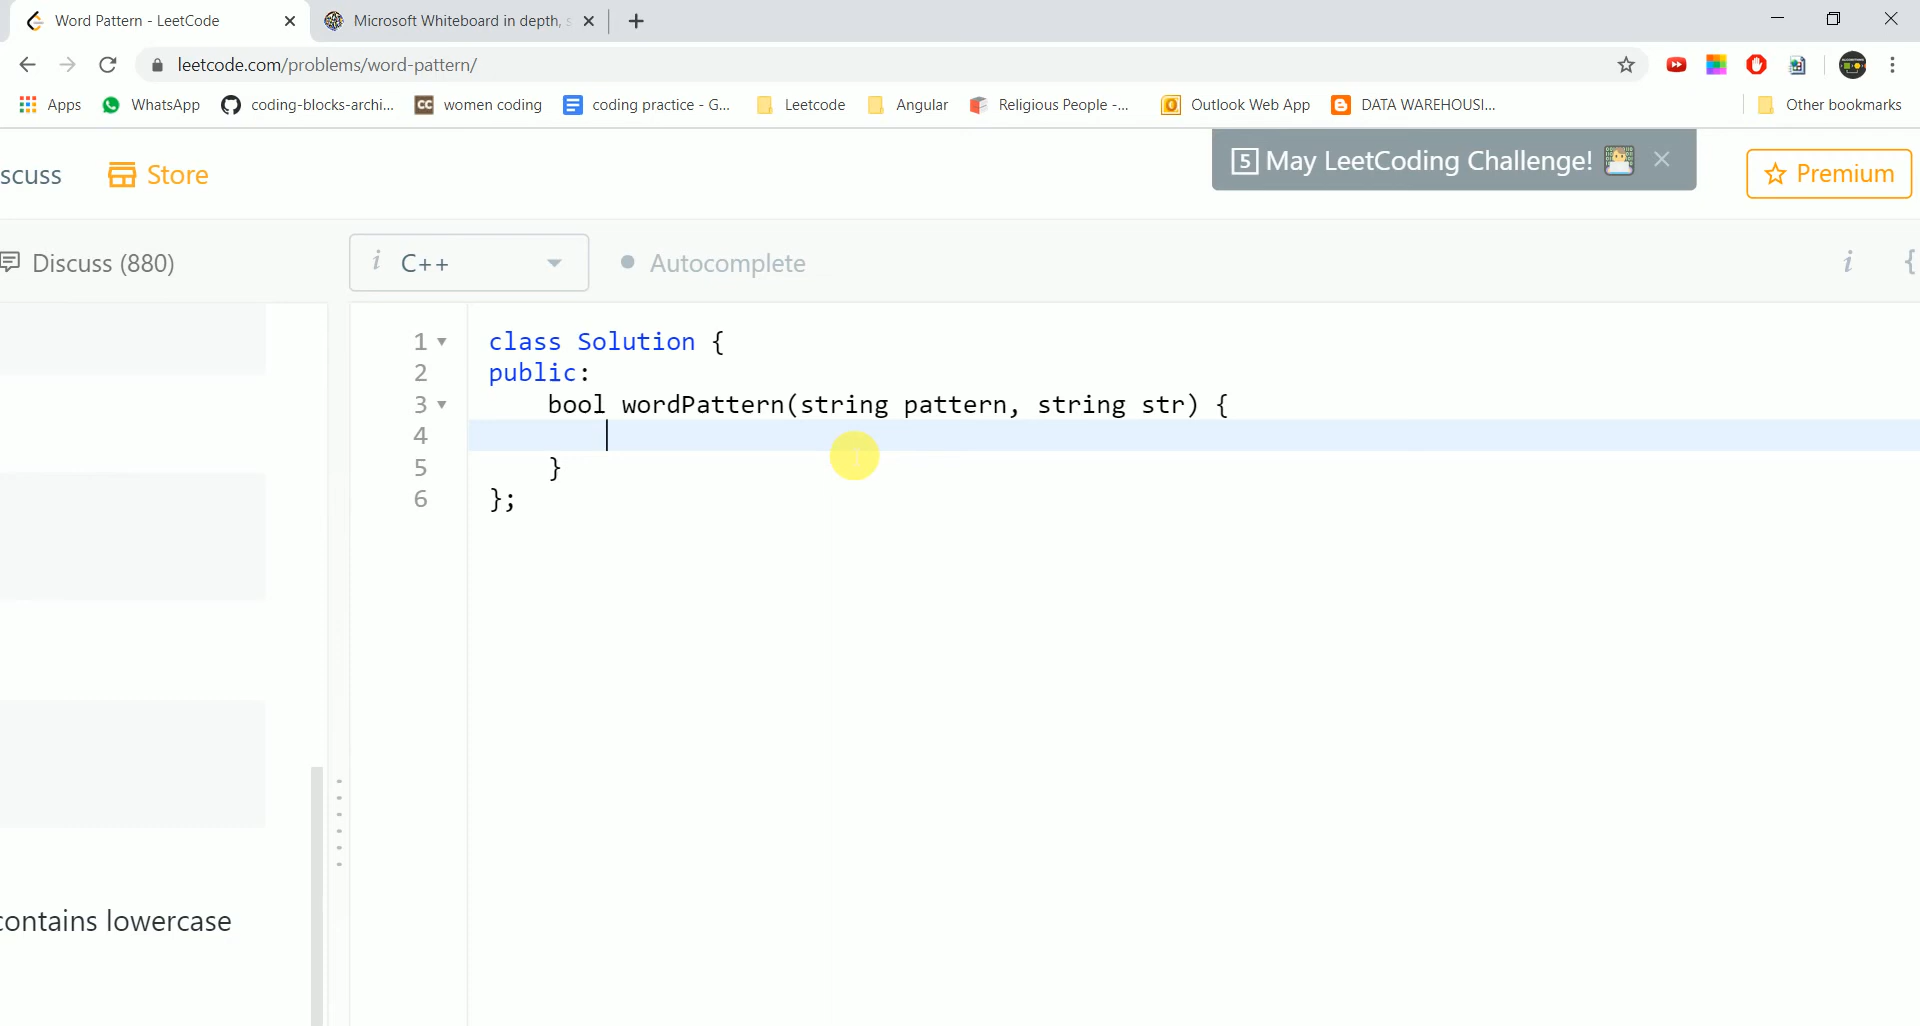 Word Pattern - LeetCode
Microsoft Whiteboard in depth,
leetcode.com/problems/word-pattern/
Apps WhatsApp coding-blocks-archi... CC women coding coding practice - G... Leetcode Angular Religious People -... Outlook Web App DATA WAREHOUSI... Other bookmarks
scuss Store 5 May LeetCoding Challenge! Premium
Discuss (880) i C++ Autocomplete i {
1 class Solution {
2 public:
3 bool wordPattern(string pattern, string str) {
4
5 }
6 };
contains lowercase